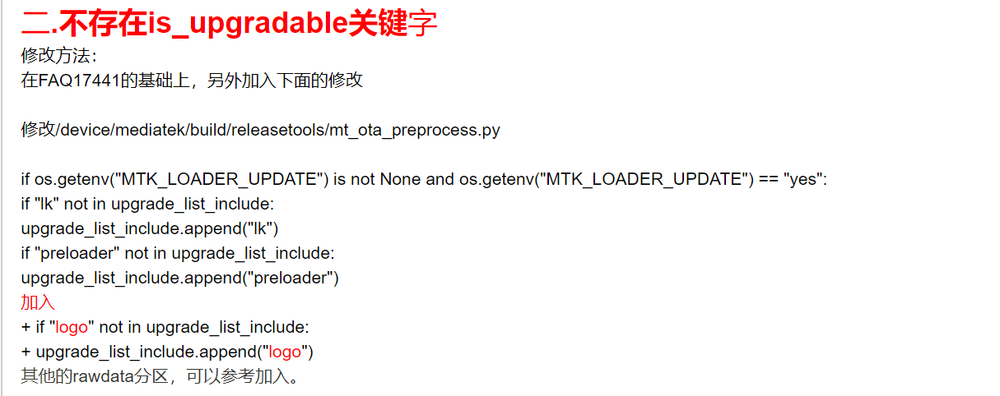 二.不存在is_upgradable关键字
修改方法：
在FAQ17441的基础上，另外加入下面的修改
修改/device/mediatek/build/releasetools/mt_ota_preprocess.py
if os.getenv("MTK_LOADER_UPDATE") is not None and os.getenv("MTK_LOADER_UPDATE") == "yes":
if "lk" not in upgrade_list_include:
upgrade_list_include.append("lk")
if "preloader" not in upgrade_list_include:
upgrade_list_include.append("preloader")
加入
+ if "logo" not in upgrade_list_include:
+ upgrade_list_include.append("logo")
其他的rawdata分区，可以参考加入。